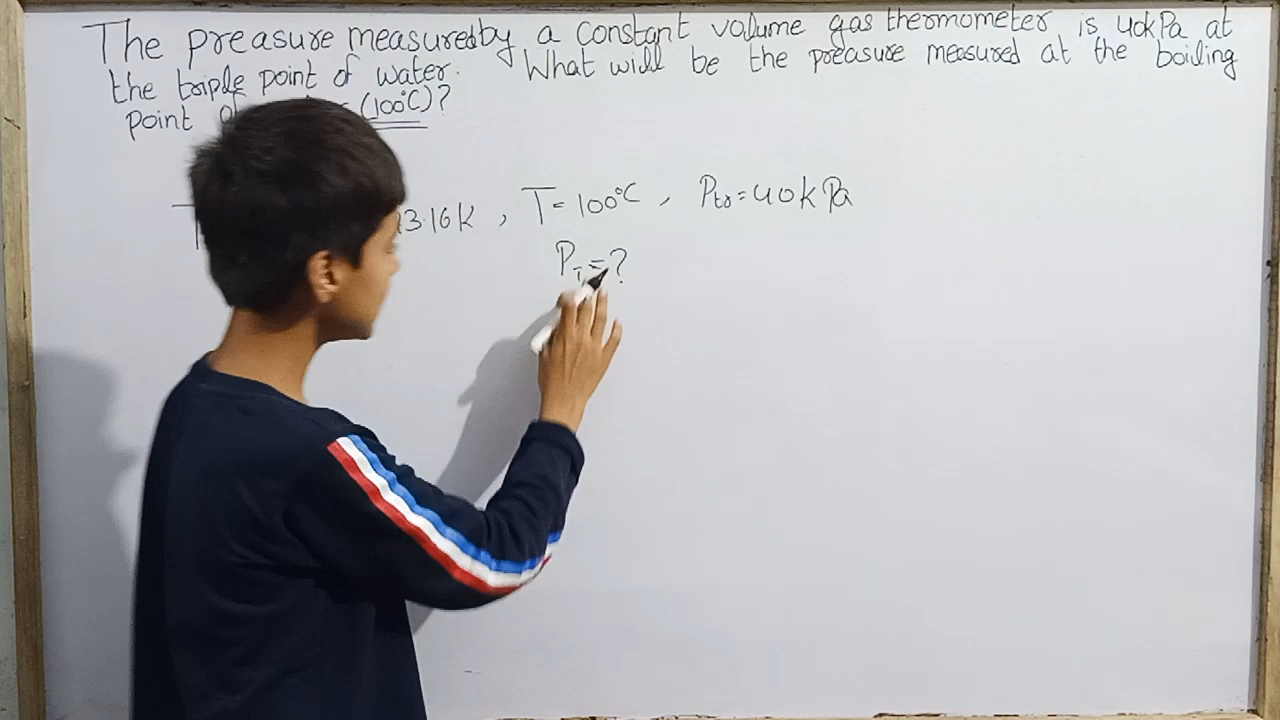 The preasure measuredby a constant volume gas thermometer is 40kPa at
the triple point of water. What will be the preasure measured at the boiling
point (100°C)?
T 3.16K , T = 100°C , Ptr = 40kPa
PT = ?